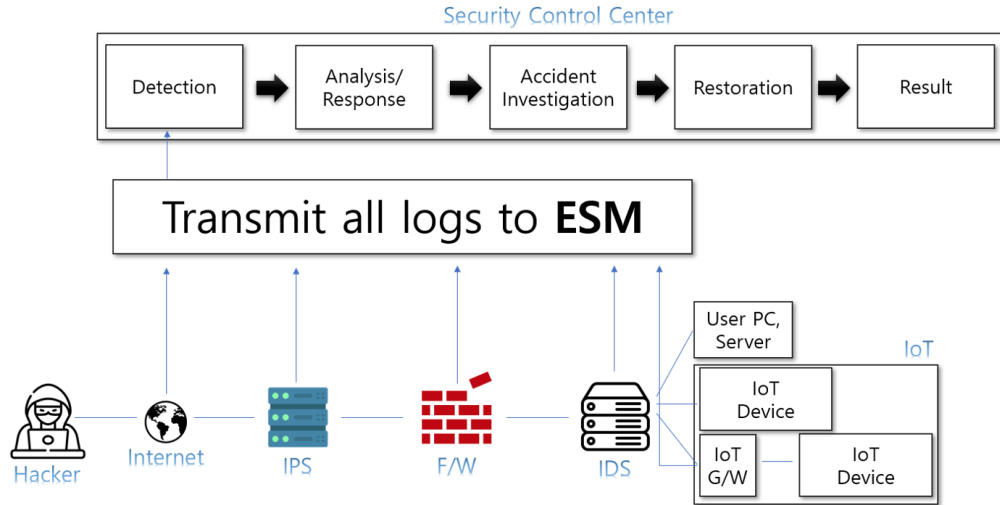 Security Control Center
Detection
Analysis/
Response
Accident
Investigation
Restoration
Result
Transmit all logs to ESM
User PC,
Server
IoT
IoT
Device
IoT
G/W
IoT
Device
Hacker
Internet
IPS
F/W
IDS